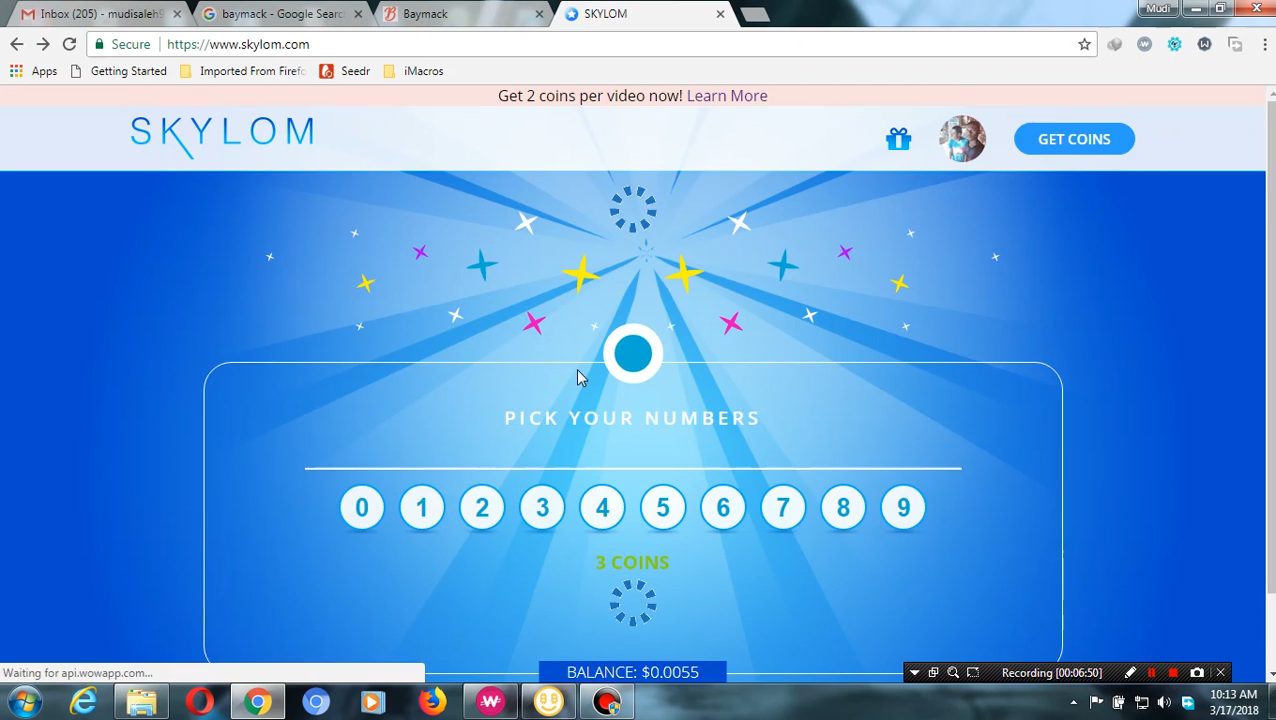 Inbox (205) - mudisaleh9
baymack - Google Searc
Baymack
SKYLOM
Mudi
Secure
https://www.skylom.com
Apps
Getting Started
Imported From Firefo
Seedr
iMacros
Get 2 coins per video now! Learn More
SKYLOM
GET COINS
PICK YOUR NUMBERS
0 1 2 3 4 5 6 7 8 9
3 COINS
Waiting for api.wowapp.com...
BALANCE: $0.0055
Recording [00:06:50]
10:13 AM
3/17/2018